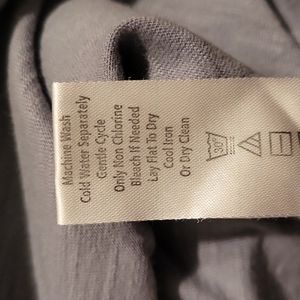 Machine Wash
Cold Water Separately
Gentle Cycle
Only Non Chlorine
Bleach If Needed
Lay Flat To Dry
Cool Iron
Or Dry Clean
30°